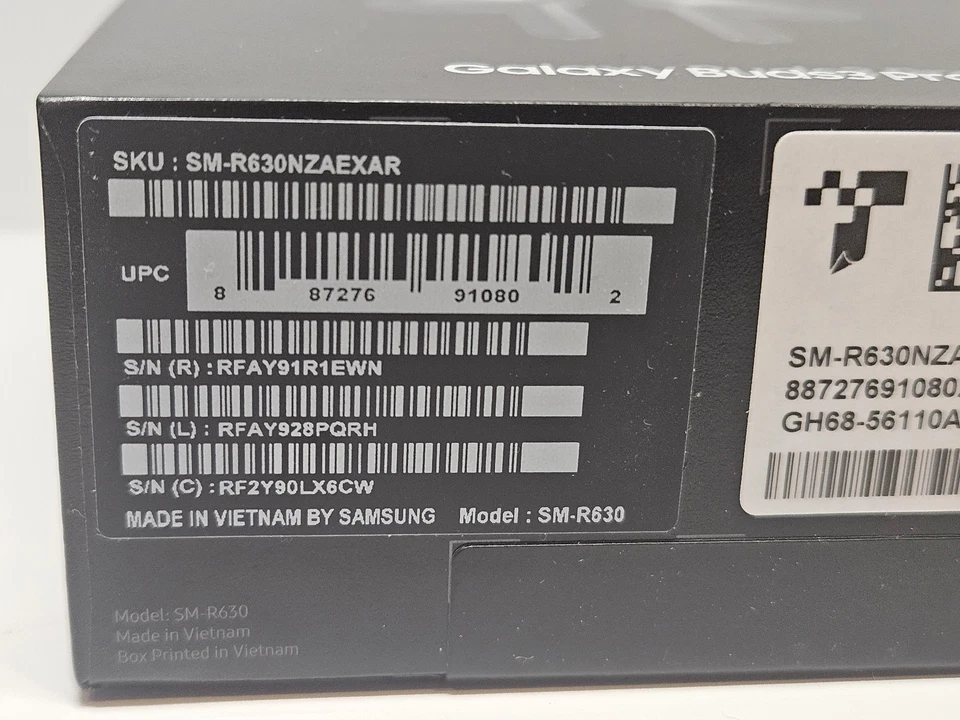 Galaxy Buds3 Pro
SKU : SM-R630NZAEXAR
UPC
8 87276 91080 2
S/N (R) : RFAY91R1EWN
S/N (L) : RFAY928PQRH
S/N (C) : RF2Y90LX6CW
MADE IN VIETNAM BY SAMSUNG Model : SM-R630
Model: SM-R630
Made in Vietnam
Box Printed in Vietnam
SM-R630NZA
88727691080
GH68-56110A